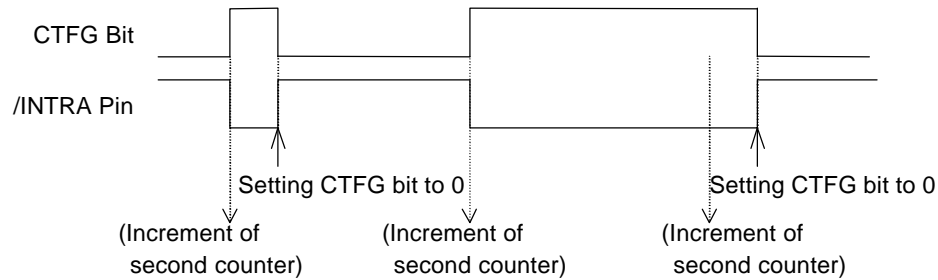 CTFG Bit
/INTRA Pin
Setting CTFG bit to 0
Setting CTFG bit to 0
(Increment of
second counter)
(Increment of
second counter)
(Increment of
second counter)